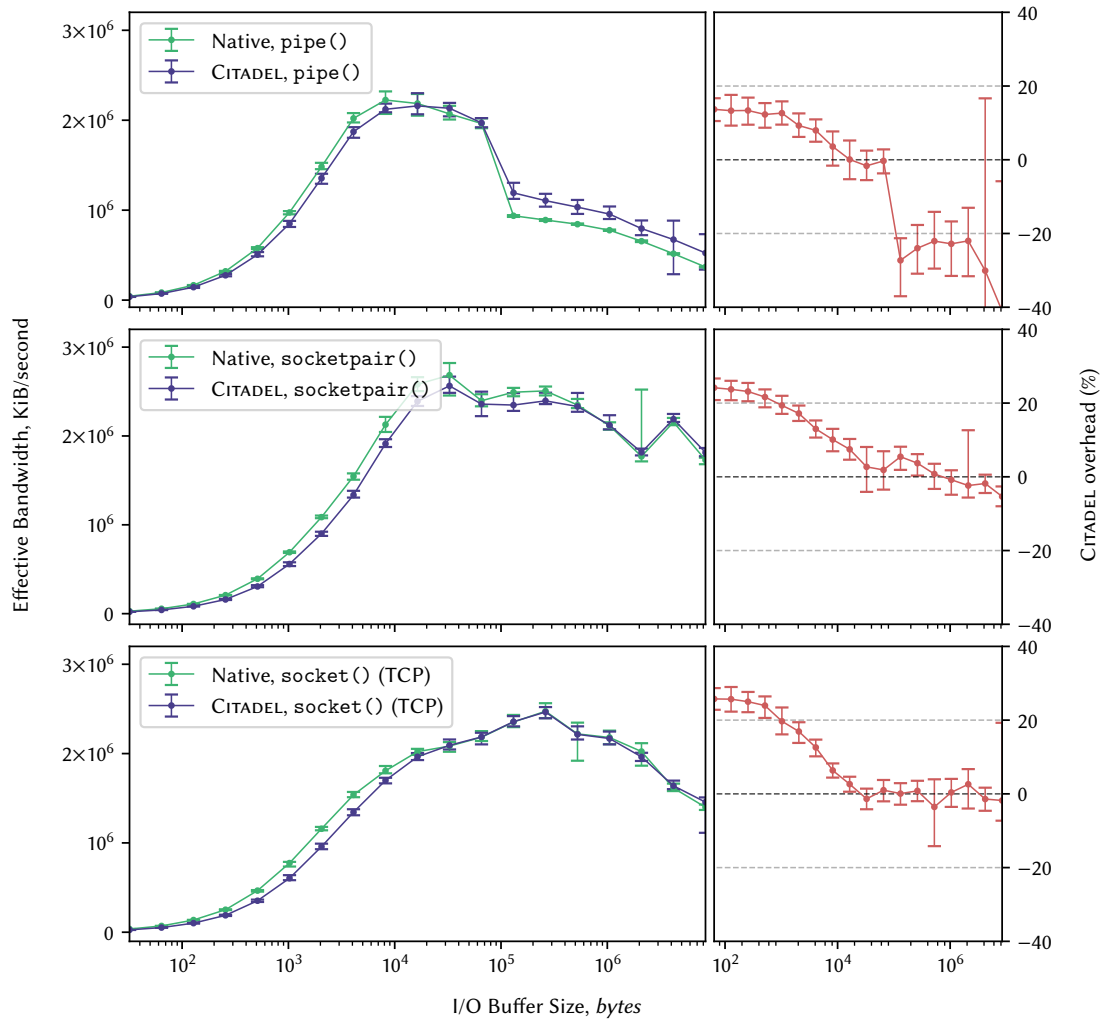 Effective Bandwidth, KiB/second
3×10⁶
2×10⁶
10⁶
0
Native, pipe()
CITADEL, pipe()
40
20
0
−20
−40
3×10⁶
2×10⁶
10⁶
0
Native, socketpair()
CITADEL, socketpair()
40
20
0
−20
−40
CITADEL overhead (%)
3×10⁶
2×10⁶
10⁶
0
Native, socket() (TCP)
CITADEL, socket() (TCP)
40
20
0
−20
−40
10² 10³ 10⁴ 10⁵ 10⁶
10² 10⁴ 10⁶
I/O Buffer Size, bytes